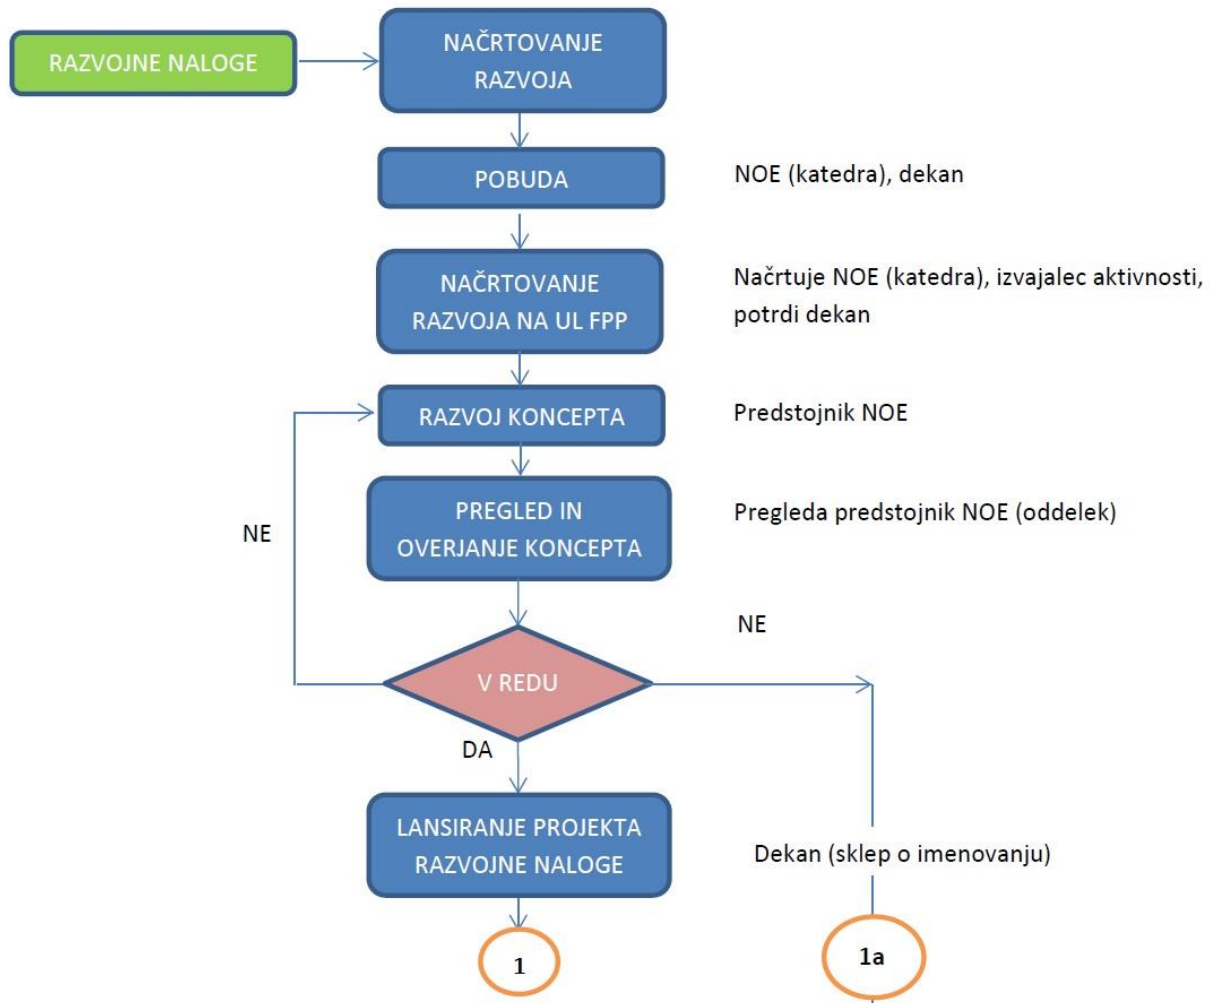 RAZVOJNE NALOGE
NAČRTOVANJE
RAZVOJA
POBUDA
NOE (katedra), dekan
NAČRTOVANJE
RAZVOJA NA UL FPP
Načrtuje NOE (katedra), izvajalec aktivnosti,
potrdi dekan
RAZVOJ KONCEPTA
Predstojnik NOE
PREGLED IN
OVERJANJE KONCEPTA
Pregleda predstojnik NOE (oddelek)
NE
NE
V REDU
DA
LANSIRANJE PROJEKTA
RAZVOJNE NALOGE
Dekan (sklep o imenovanju)
1
1a